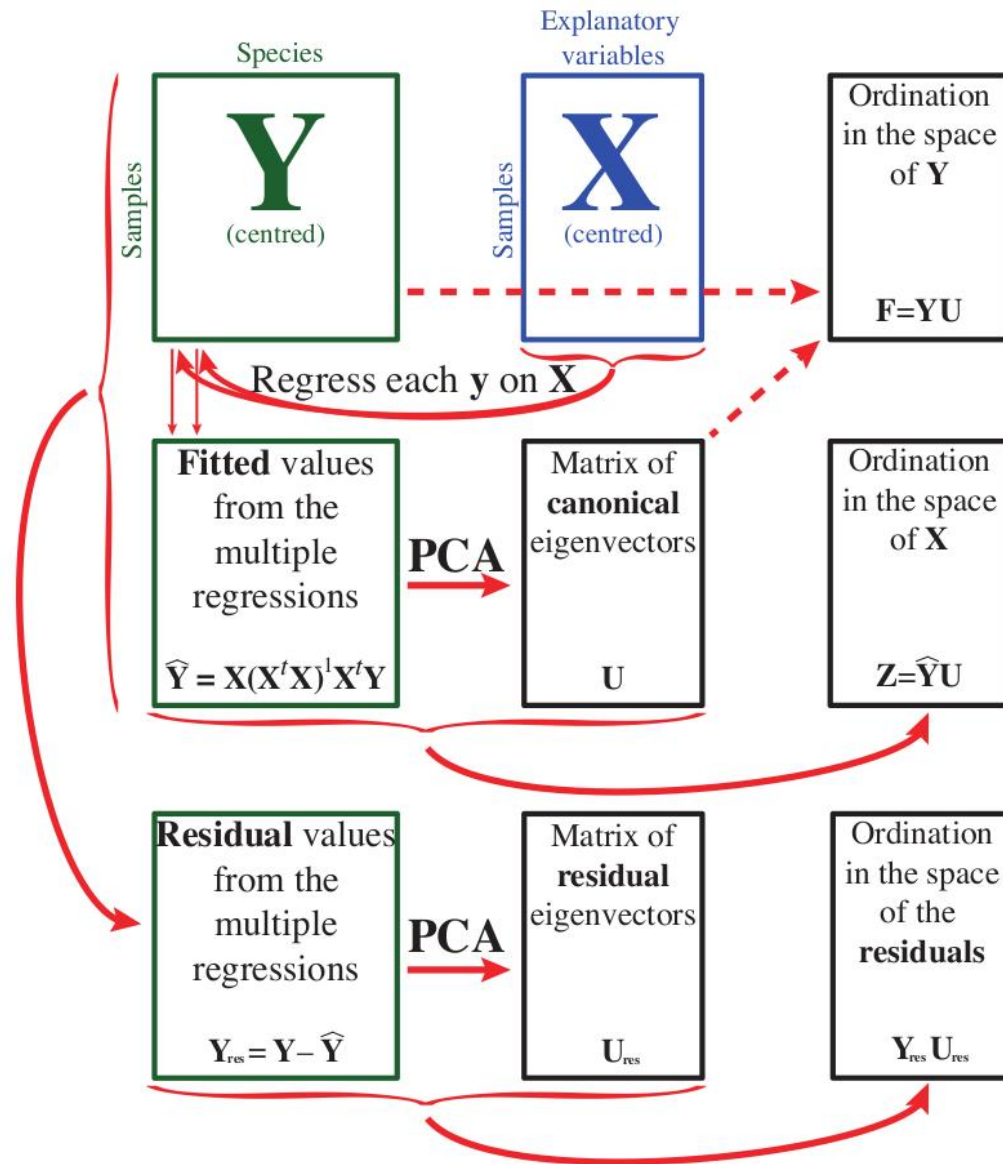 Species
Samples
Y
(centred)
Explanatory
variables
Samples
X
(centred)
Ordination
in the space
of Y
F=YU
Regress each y on X
Fitted values
from the
multiple
regressions
Ŷ = X(XᵗX)⁻¹XᵗY
PCA
Matrix of
canonical
eigenvectors
U
Ordination
in the space
of X
Z=ŶU
Residual values
from the
multiple
regressions
Yres = Y – Ŷ
PCA
Matrix of
residual
eigenvectors
Ures
Ordination
in the space
of the
residuals
Yres Ures